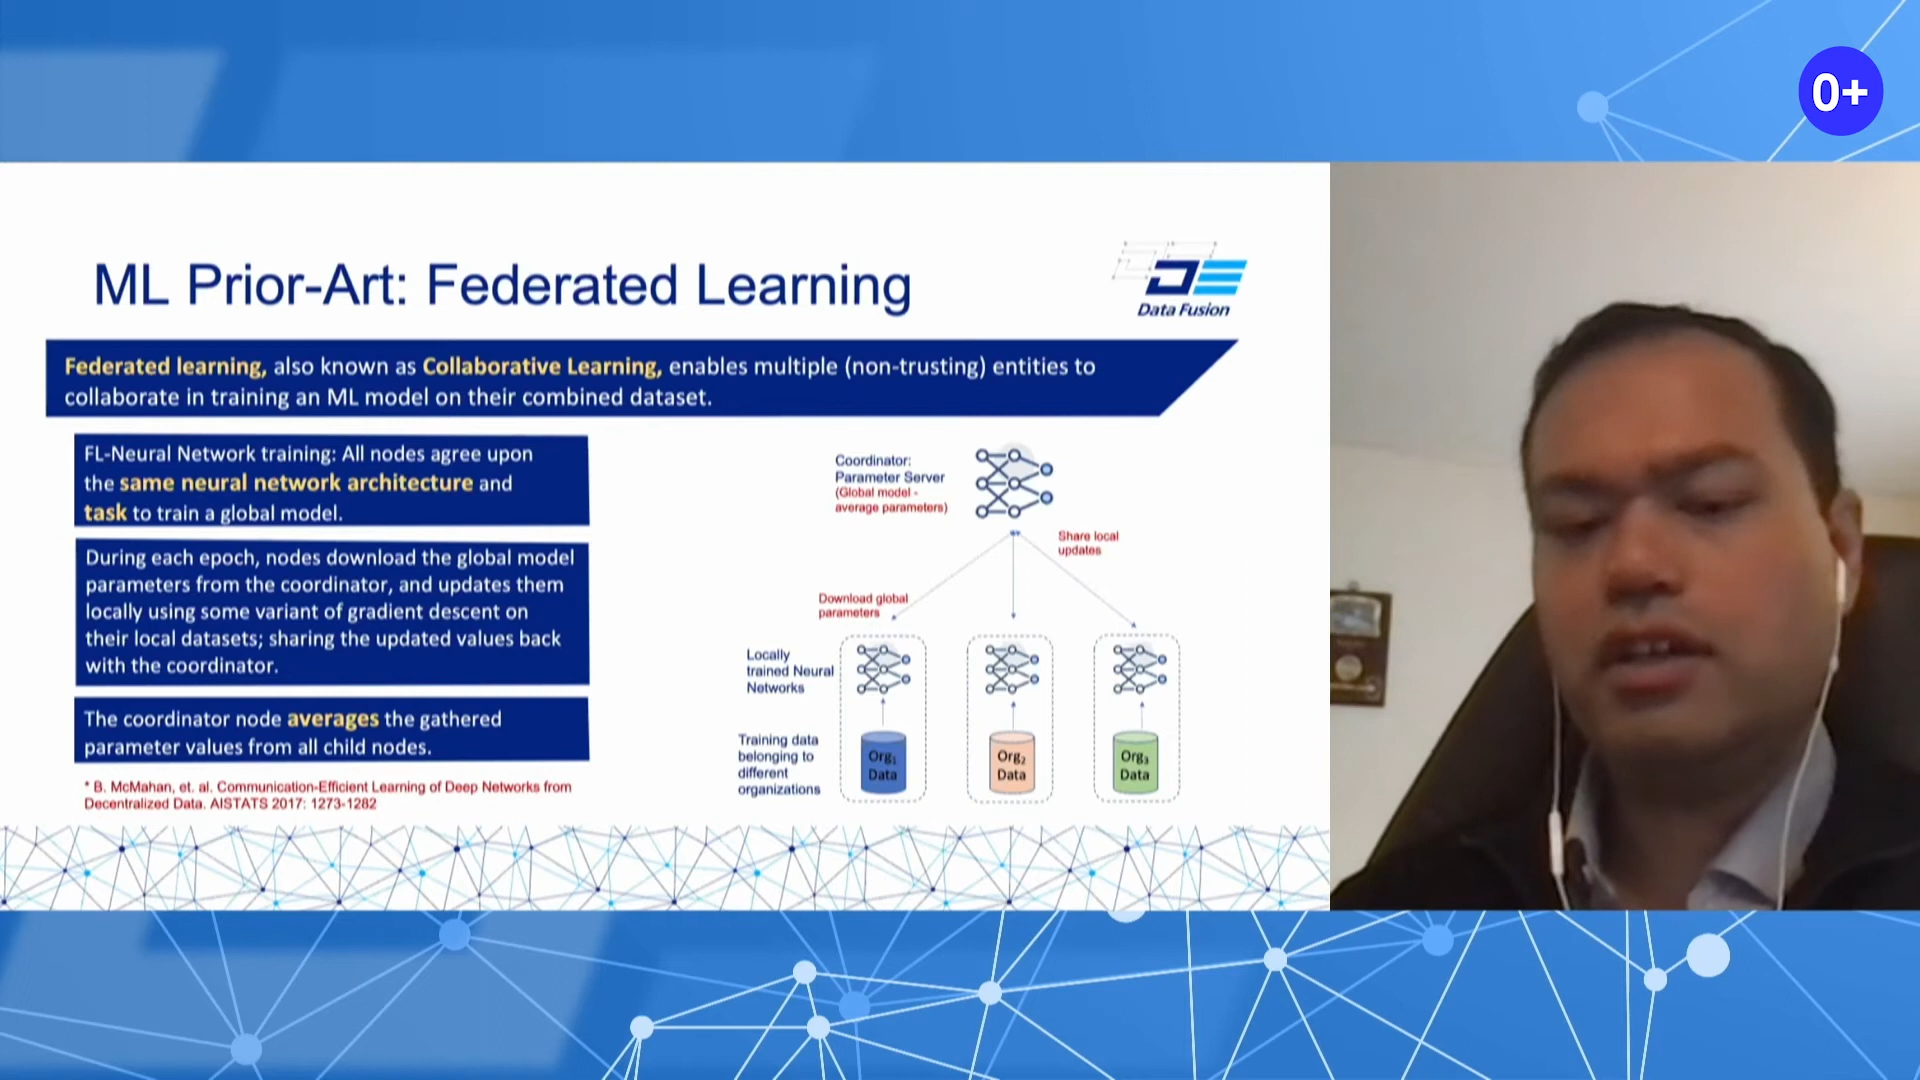 0+
ML Prior-Art: Federated Learning
Data Fusion
Federated learning, also known as Collaborative Learning, enables multiple (non-trusting) entities to
collaborate in training an ML model on their combined dataset.
FL-Neural Network training: All nodes agree upon
the same neural network architecture and
task to train a global model.
During each epoch, nodes download the global model
parameters from the coordinator, and updates them
locally using some variant of gradient descent on
their local datasets; sharing the updated values back
with the coordinator.
The coordinator node averages the gathered
parameter values from all child nodes.
* B. McMahan, et. al. Communication-Efficient Learning of Deep Networks from
Decentralized Data. AISTATS 2017: 1273-1282
Coordinator:
Parameter Server
(Global model -
average parameters)
Share local
updates
Download global
parameters
Locally
trained Neural
Networks
Training data
belonging to
different
organizations
Org₁
Data
Org₂
Data
Org₃
Data